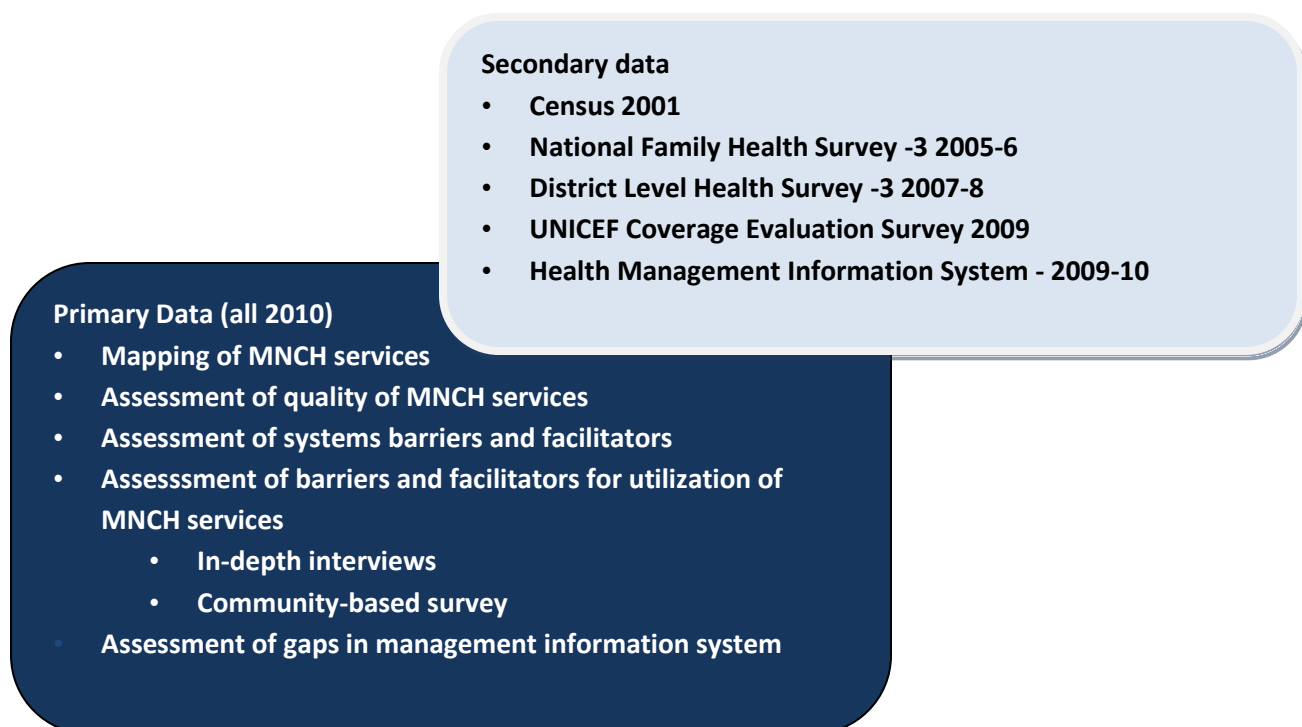 Secondary data
• Census 2001
• National Family Health Survey -3 2005-6
• District Level Health Survey -3 2007-8
• UNICEF Coverage Evaluation Survey 2009
• Health Management Information System - 2009-10
Primary Data (all 2010)
• Mapping of MNCH services
• Assessment of quality of MNCH services
• Assessment of systems barriers and facilitators
• Assesssment of barriers and facilitators for utilization of
MNCH services
• In-depth interviews
• Community-based survey
• Assessment of gaps in management information system